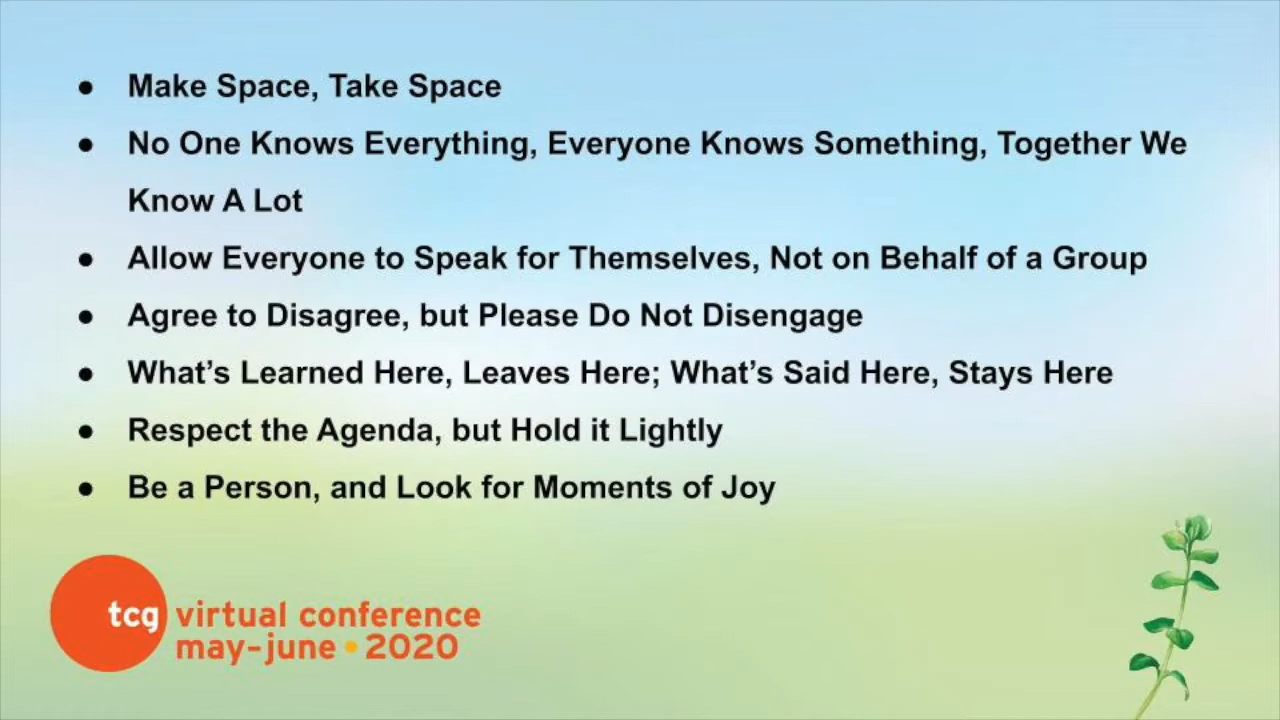 ● Make Space, Take Space
● No One Knows Everything, Everyone Knows Something, Together We
Know A Lot
● Allow Everyone to Speak for Themselves, Not on Behalf of a Group
● Agree to Disagree, but Please Do Not Disengage
● What’s Learned Here, Leaves Here; What’s Said Here, Stays Here
● Respect the Agenda, but Hold it Lightly
● Be a Person, and Look for Moments of Joy
tcg virtual conference
may-june • 2020